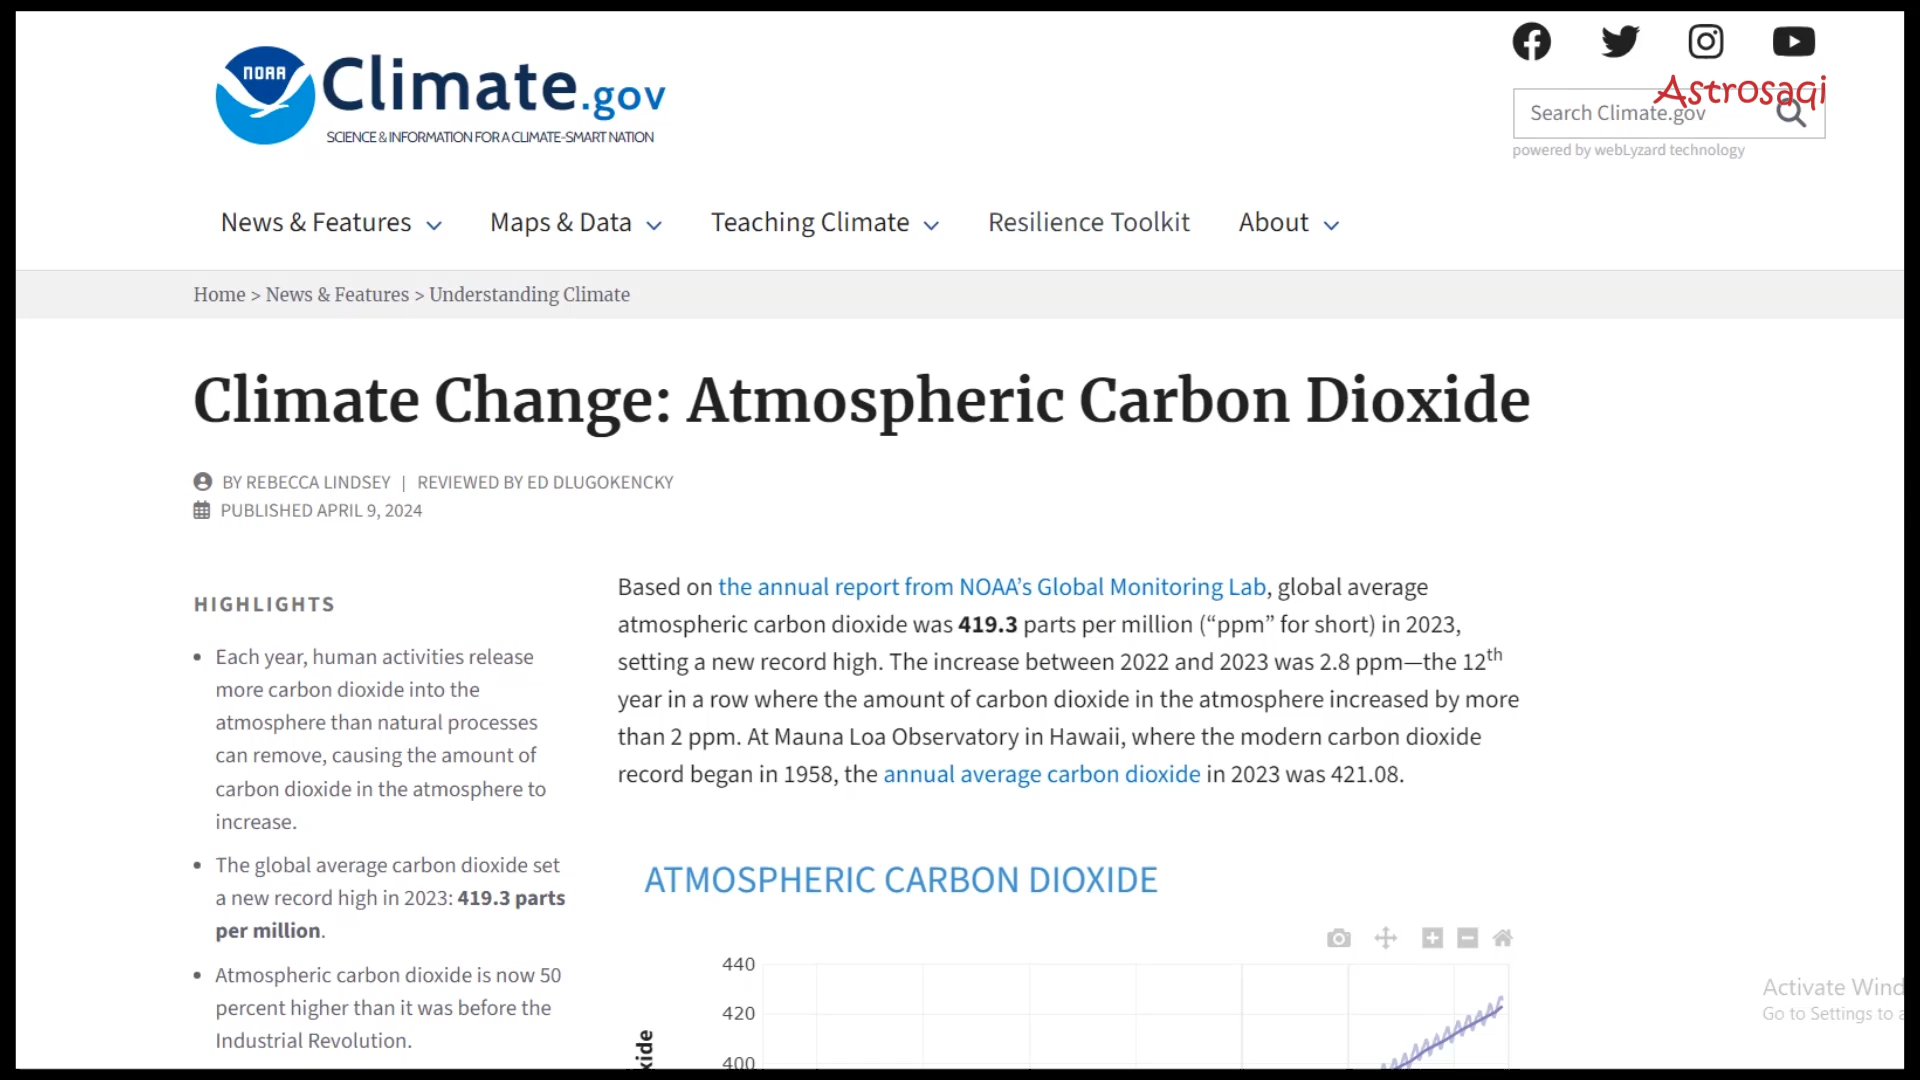 NOAA
Climate.gov
SCIENCE & INFORMATION FOR A CLIMATE-SMART NATION
Astrosaqi
Search Climate.gov
powered by webLyzard technology
News & Features
Maps & Data
Teaching Climate
Resilience Toolkit
About
Home > News & Features > Understanding Climate
Climate Change: Atmospheric Carbon Dioxide
BY REBECCA LINDSEY | REVIEWED BY ED DLUGOKENCKY
PUBLISHED APRIL 9, 2024
HIGHLIGHTS
• Each year, human activities release
more carbon dioxide into the
atmosphere than natural processes
can remove, causing the amount of
carbon dioxide in the atmosphere to
increase.
• The global average carbon dioxide set
a new record high in 2023: 419.3 parts
per million.
• Atmospheric carbon dioxide is now 50
percent higher than it was before the
Industrial Revolution.
Based on the annual report from NOAA’s Global Monitoring Lab, global average
atmospheric carbon dioxide was 419.3 parts per million (“ppm” for short) in 2023,
setting a new record high. The increase between 2022 and 2023 was 2.8 ppm—the 12th
year in a row where the amount of carbon dioxide in the atmosphere increased by more
than 2 ppm. At Mauna Loa Observatory in Hawaii, where the modern carbon dioxide
record began in 1958, the annual average carbon dioxide in 2023 was 421.08.
ATMOSPHERIC CARBON DIOXIDE
440
420
400
xide
Activate Wind
Go to Settings to a